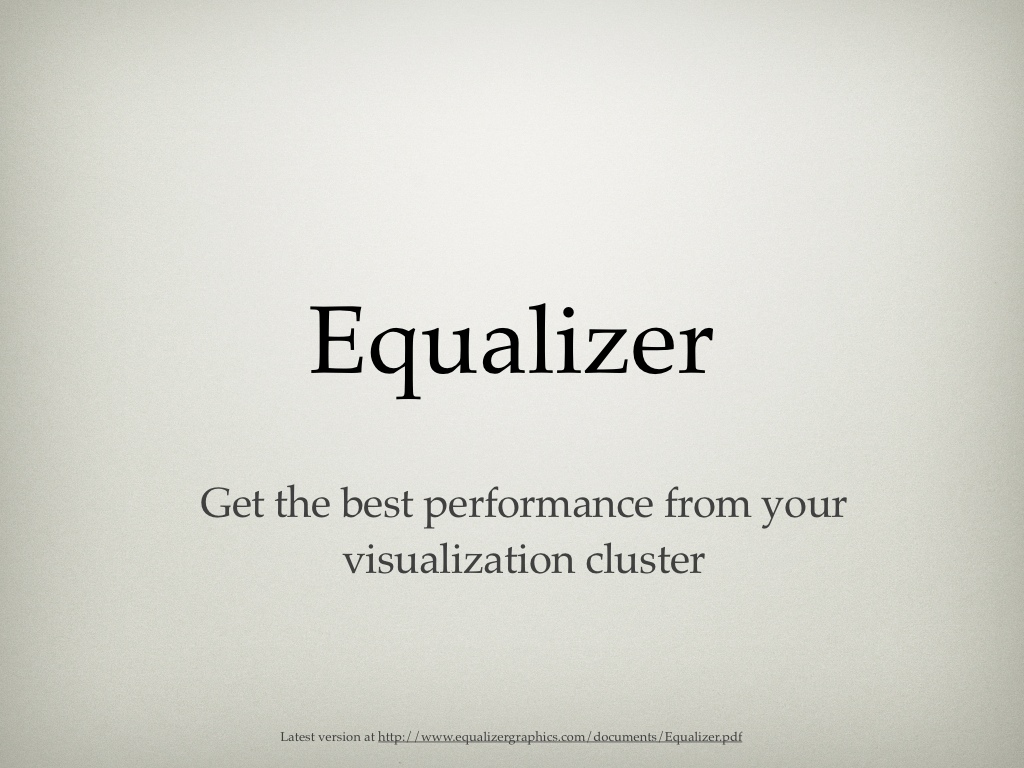 Equalizer
Get the best performance from your
visualization cluster
Latest version at http://www.equalizergraphics.com/documents/Equalizer.pdf